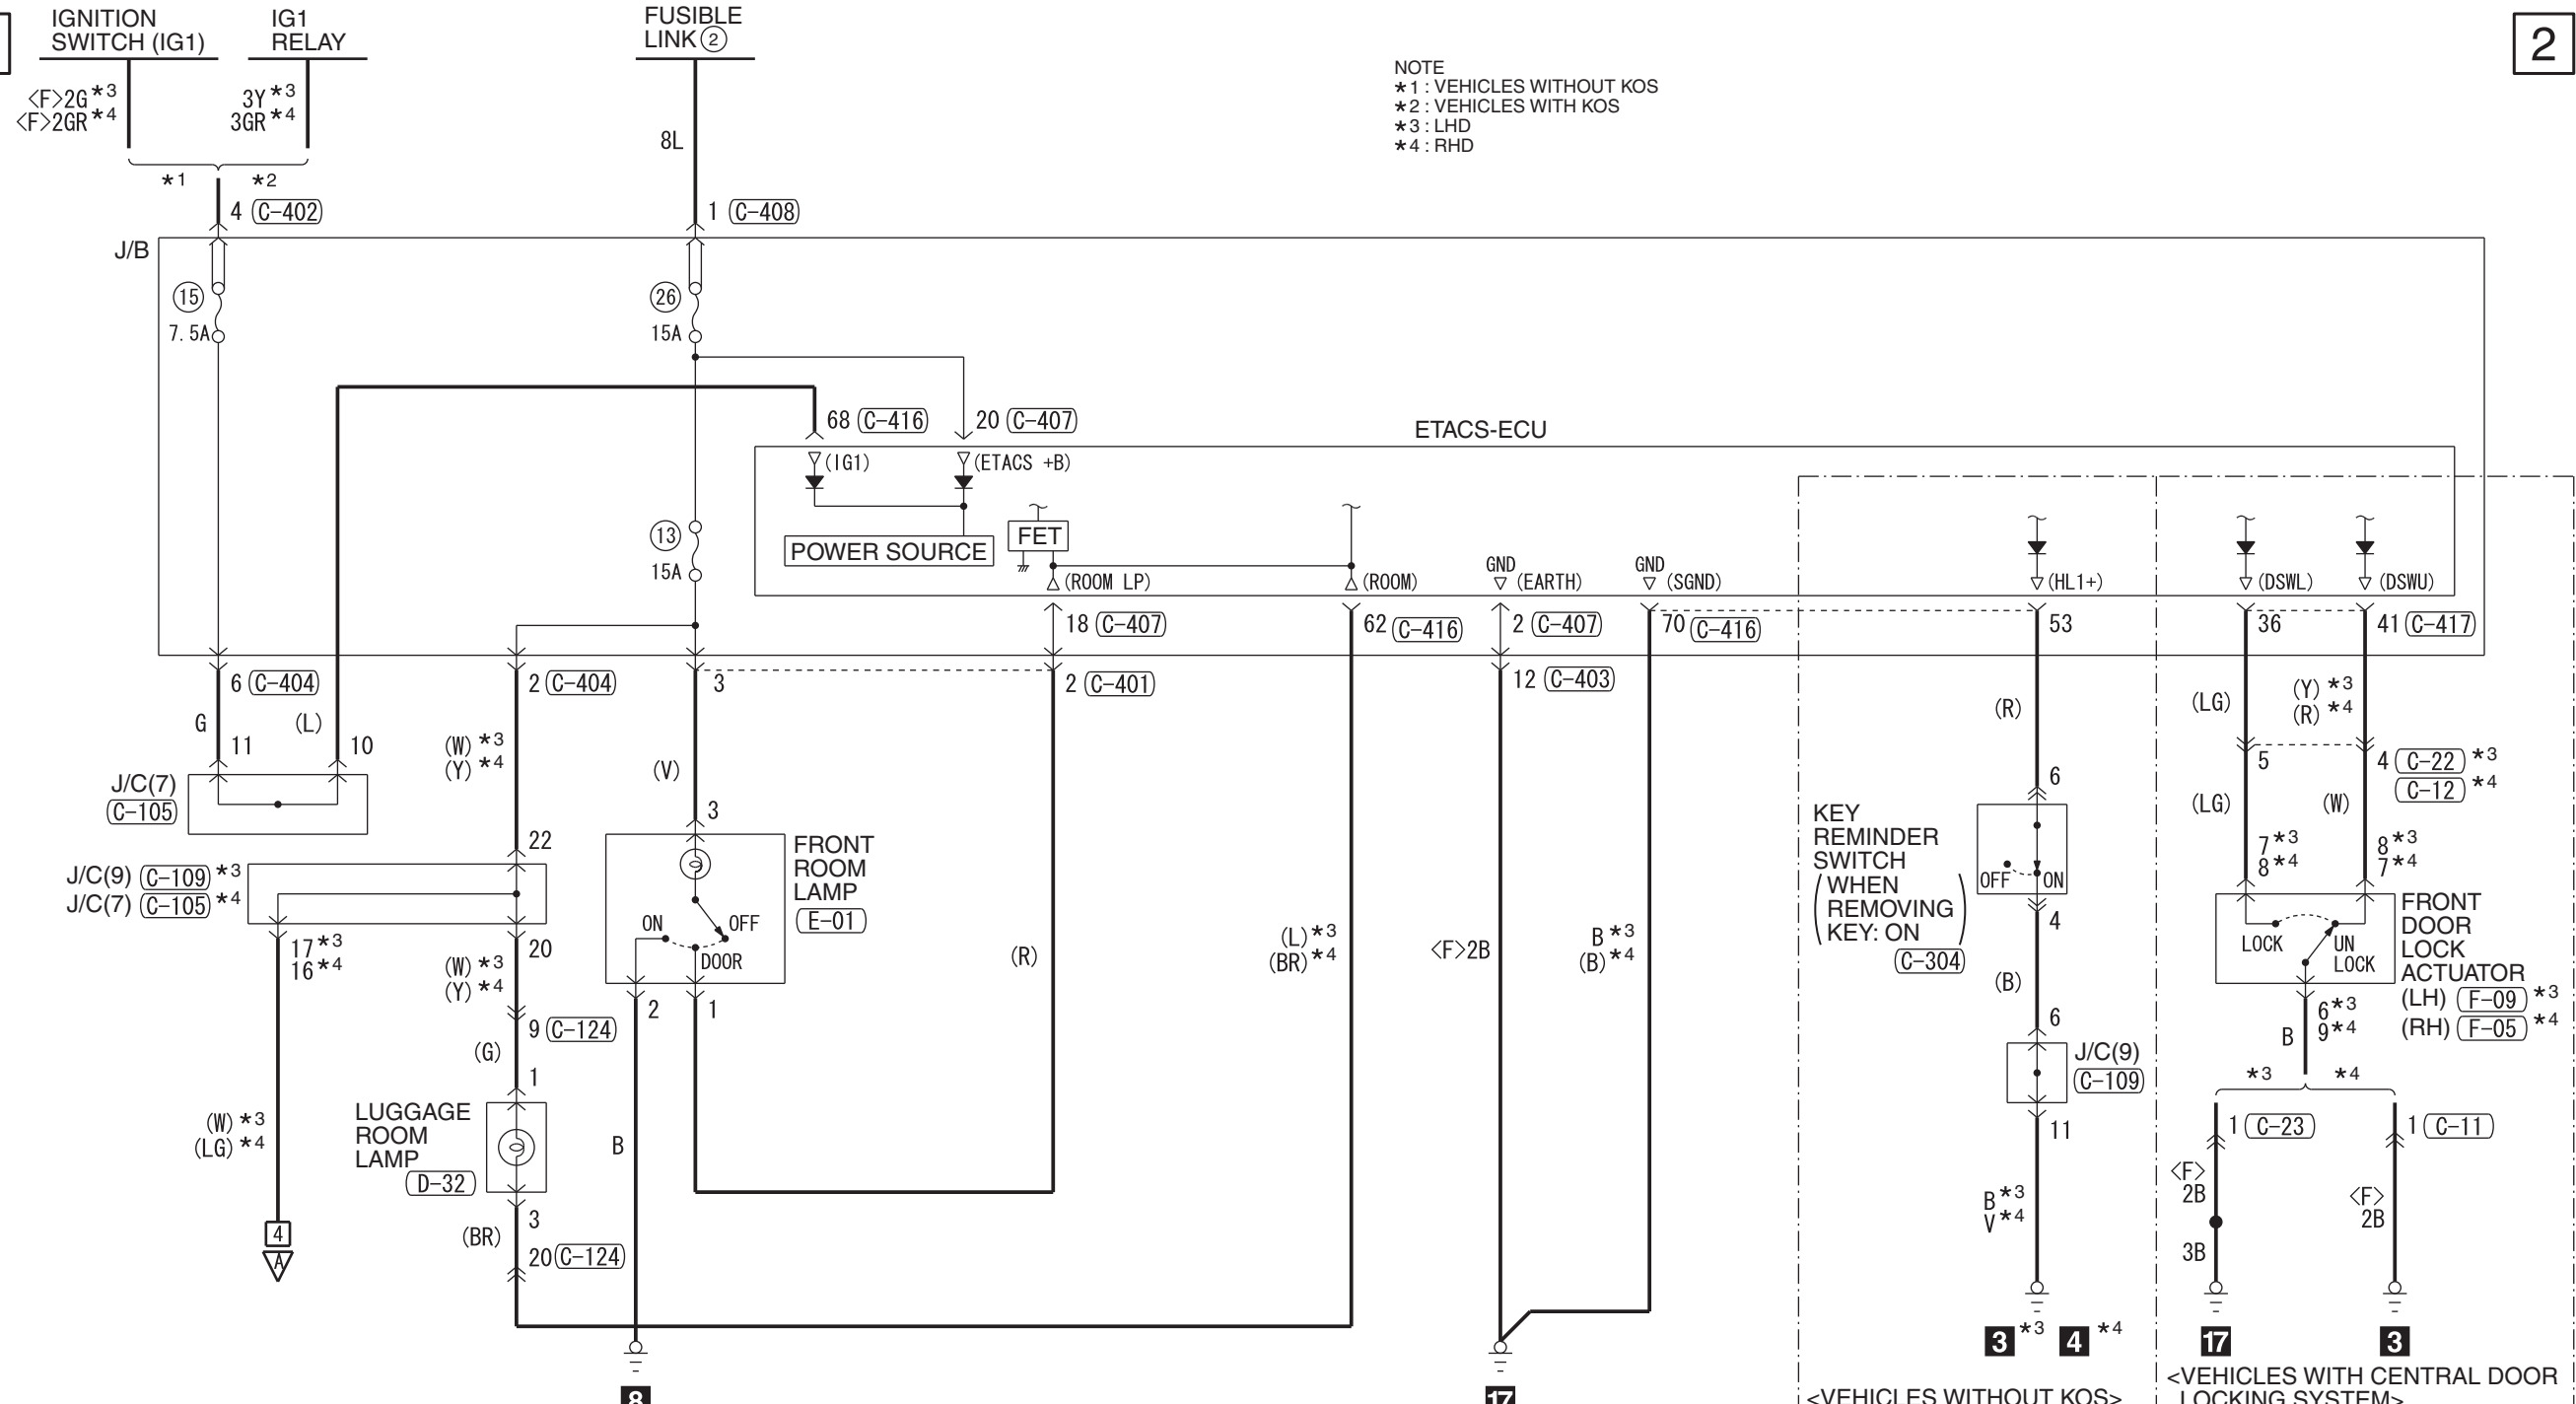 IGNITION
SWITCH (IG1)
IG1
RELAY
FUSIBLE
LINK ②
2
<F>2G*3
<F>2GR*4
3Y*3
3GR*4
8L
NOTE
*1 : VEHICLES WITHOUT KOS
*2 : VEHICLES WITH KOS
*3 : LHD
*4 : RHD
*1
*2
4 C-402
1 C-408
J/B
15
7.5A
26
15A
68 C-416
20 C-407
ETACS-ECU
(IG1)
(ETACS +B)
POWER SOURCE
FET
13
15A
(ROOM LP)
(ROOM)
GND
(EARTH)
GND
(SGND)
(HL1+)
(DSWL)
(DSWU)
18 C-407
62 C-416
2 C-407
70 C-416
53
36
41 C-417
6 C-404
2 C-404
3
2 C-401
12 C-403
G
(L)
11
10
J/C(7)
C-105
(W)*3
(Y)*4
(V)
(R)
(LG)
(Y)*3
(R)*4
5
4 C-22 *3
C-12 *4
(LG)
(W)
22
3
6
J/C(9) C-109 *3
J/C(7) C-105 *4
17*3
16*4
20
FRONT
ROOM
LAMP
E-01
ON
OFF
DOOR
KEY
REMINDER
SWITCH
(WHEN
REMOVING
KEY: ON)
C-304
OFF
ON
4
7*3
8*4
8*3
7*4
LOCK
UN
LOCK
FRONT
DOOR
LOCK
ACTUATOR
(LH) F-09 *3
(RH) F-05 *4
(W)*3
(Y)*4
2
1
(R)
(L)*3
(BR)*4
<F>2B
B*3
(B)*4
(B)
6*3
9*4
B
9 C-124
(G)
1
6
J/C(9)
C-109
11
*3
*4
1 C-23
1 C-11
(W)*3
(LG)*4
LUGGAGE
ROOM
LAMP
D-32
B
3
(BR)
20 C-124
4
A
B*3
V*4
<F>
2B
3B
<F>
2B
3 *3
4 *4
17
3
8
17
<VEHICLES WITHOUT KOS>
<VEHICLES WITH CENTRAL DOOR
LOCKING SYSTEM>